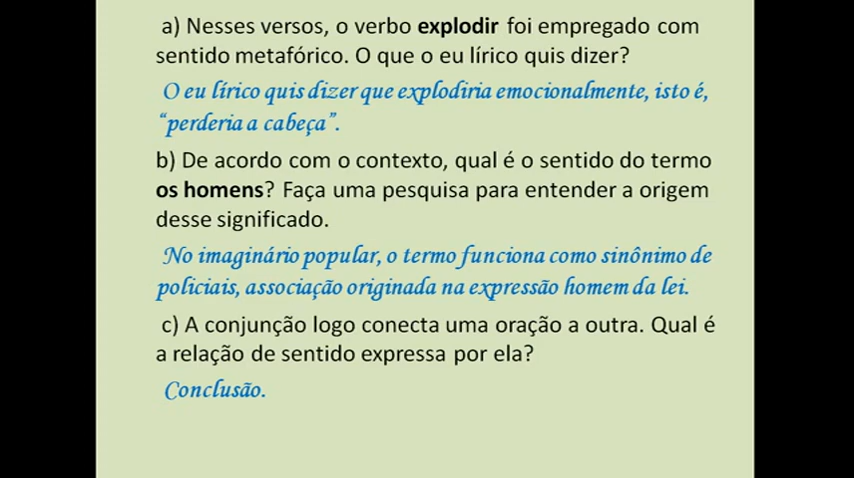 a) Nesses versos, o verbo explodir foi empregado com
sentido metafórico. O que o eu lírico quis dizer?
O eu lírico quis dizer que explodiria emocionalmente, isto é,
“perderia a cabeça”.
b) De acordo com o contexto, qual é o sentido do termo
os homens? Faça uma pesquisa para entender a origem
desse significado.
No imaginário popular, o termo funciona como sinônimo de
policiais, associação originada na expressão homem da lei.
c) A conjunção logo conecta uma oração a outra. Qual é
a relação de sentido expressa por ela?
Conclusão.